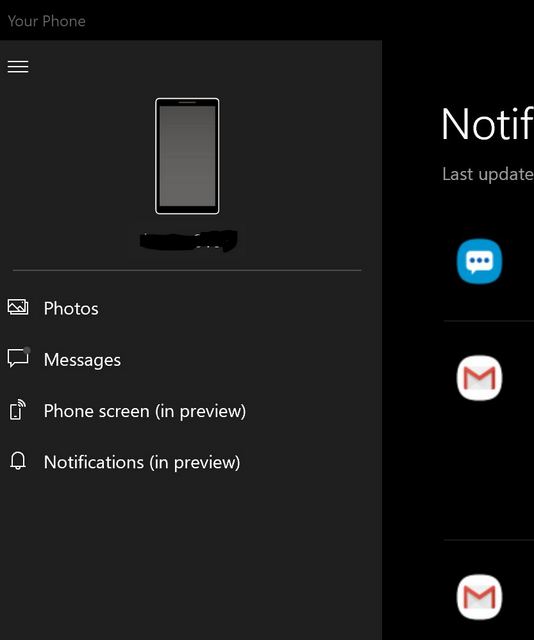 Your Phone
Photos
Messages
Phone screen (in preview)
Notifications (in preview)
Notif
Last update